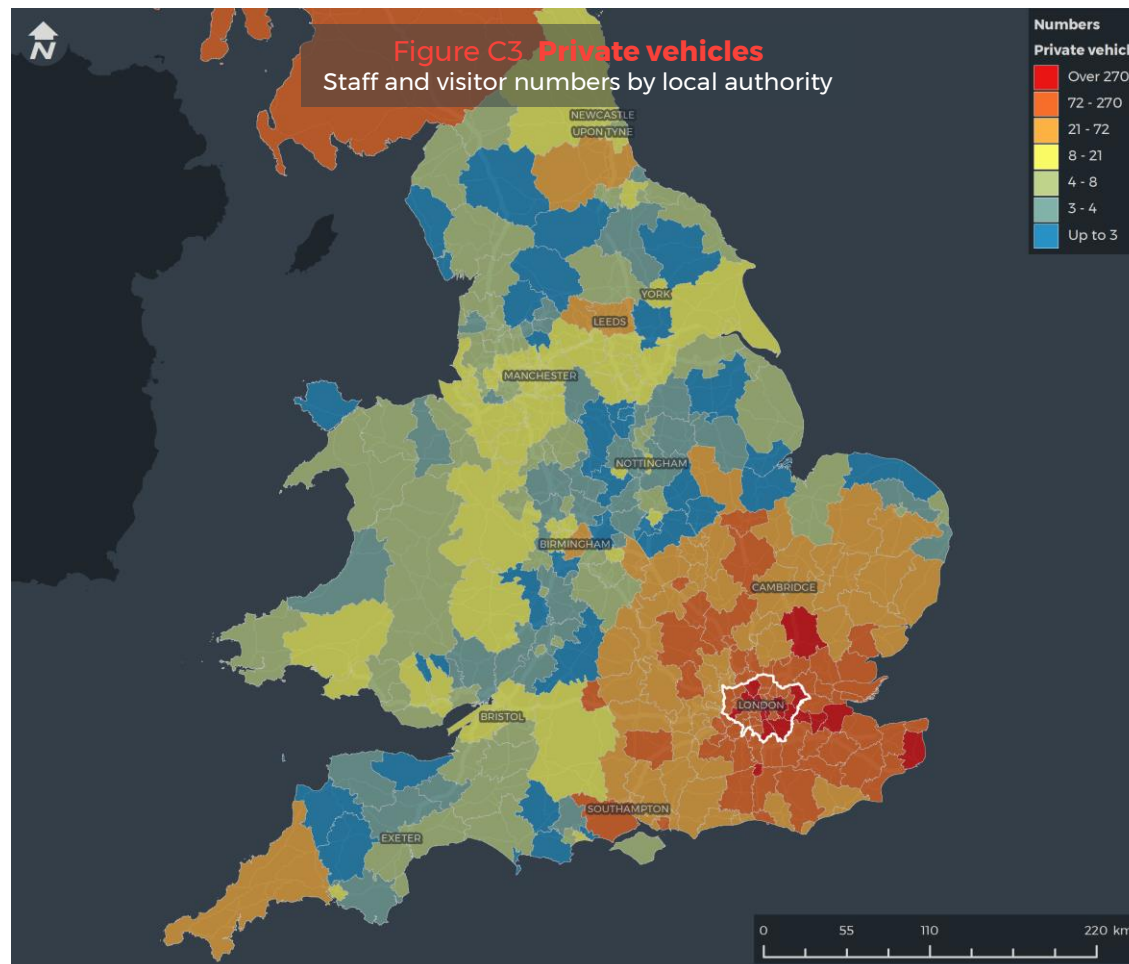 N
Figure C3 Private vehicles
Staff and visitor numbers by local authority
Numbers
Private vehicl
Over 270
72 - 270
21 - 72
8 - 21
4 - 8
3 - 4
Up to 3
NEWCASTLE
UPON TYNE
YORK
LEEDS
MANCHESTER
NOTTINGHAM
BIRMINGHAM
CAMBRIDGE
LONDON
BRISTOL
SOUTHAMPTON
EXETER
0 55 110 220 km